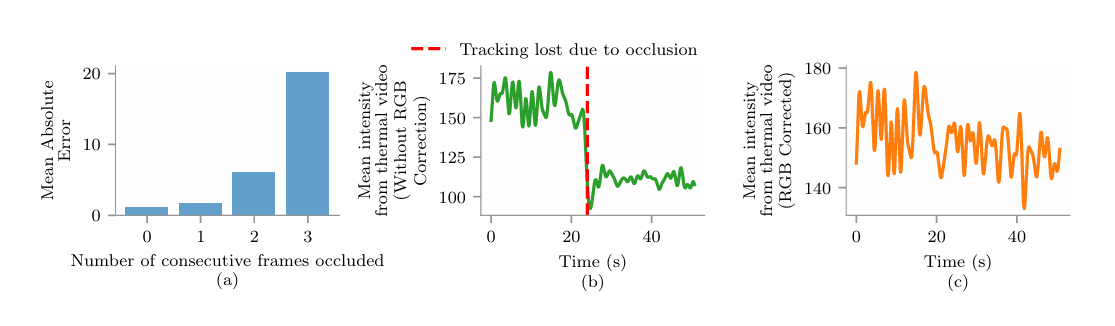 Tracking lost due to occlusion
Mean Absolute
Error
20
10
0
0 1 2 3
Number of consecutive frames occluded
(a)
Mean intensity
from thermal video
(Without RGB
Correction)
175
150
125
100
0 20 40
Time (s)
(b)
Mean intensity
from thermal video
(RGB Corrected)
180
160
140
0 20 40
Time (s)
(c)